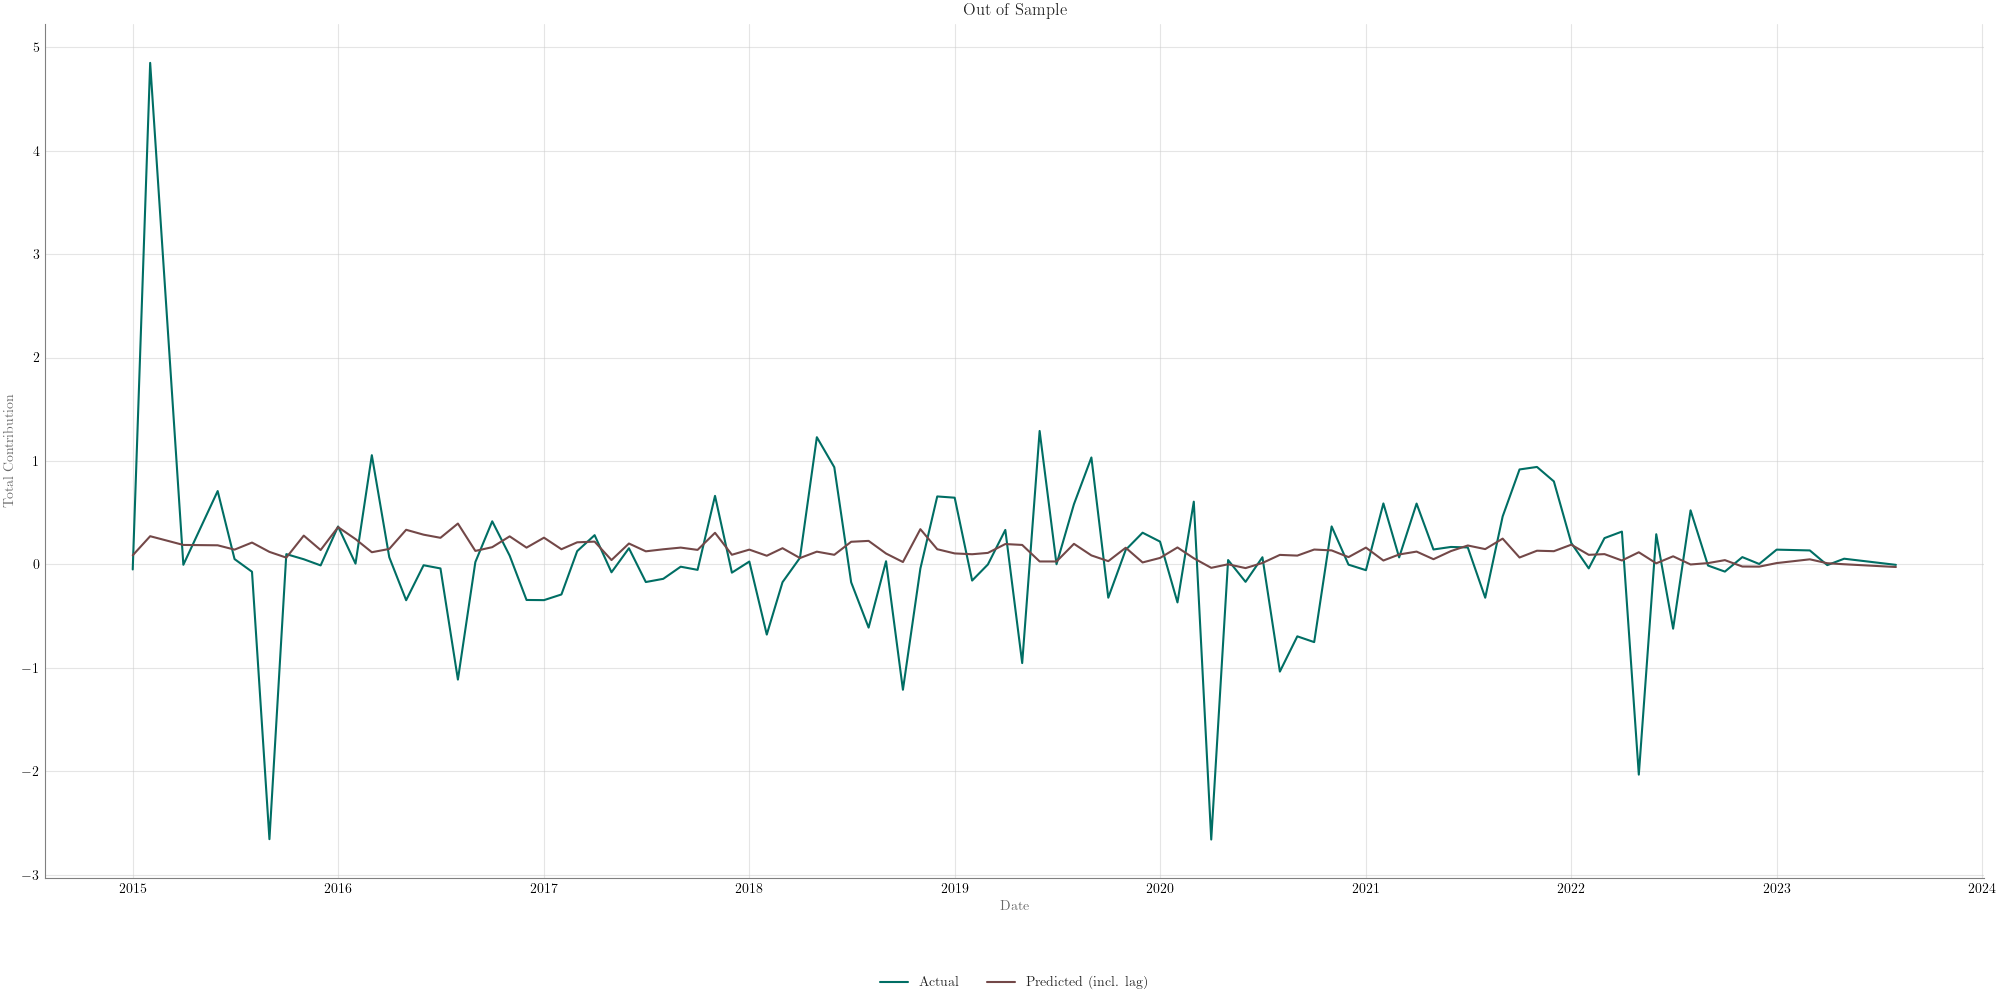 Out of Sample
5
4
3
2
1
0
−1
−2
−3
Total Contribution
2015 2016 2017 2018 2019 2020 2021 2022 2023 2024
Date
Actual Predicted (incl. lag)